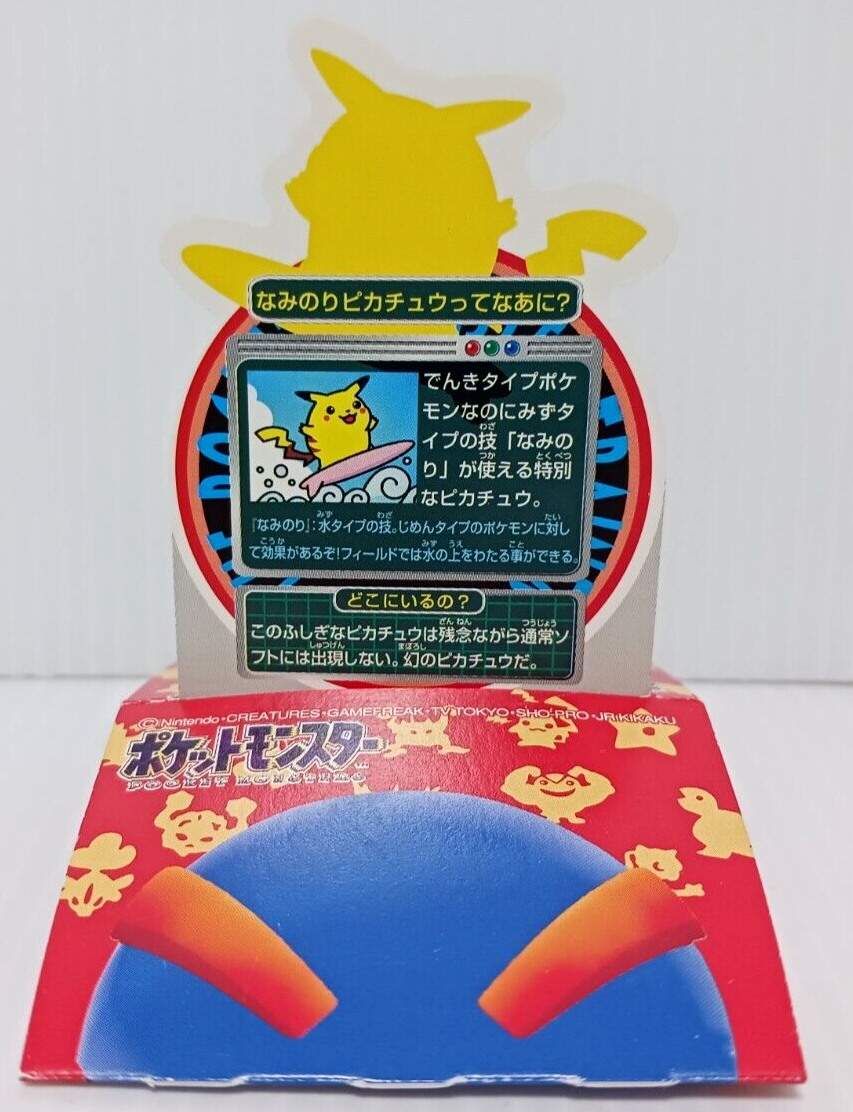 なみのりピカチュウってなあに?
でんきタイプポケ
モンなのにみずタ
イプの技「なみの
り」が使える特別
なピカチュウ。
『なみのり』:水タイプの技。じめんタイプのポケモンに対し
て効果があるぞ!フィールドでは水の上をわたる事ができる。
どこにいるの?
このふしぎなピカチュウは残念ながら通常ソ
フトには出現しない。幻のピカチュウだ。
©Nintendo・CREATURES・GAMEFREAK・TV TOKYO・SHO-PRO・JR KIKAKU
ポケットモンスター
POCKET MONSTERS